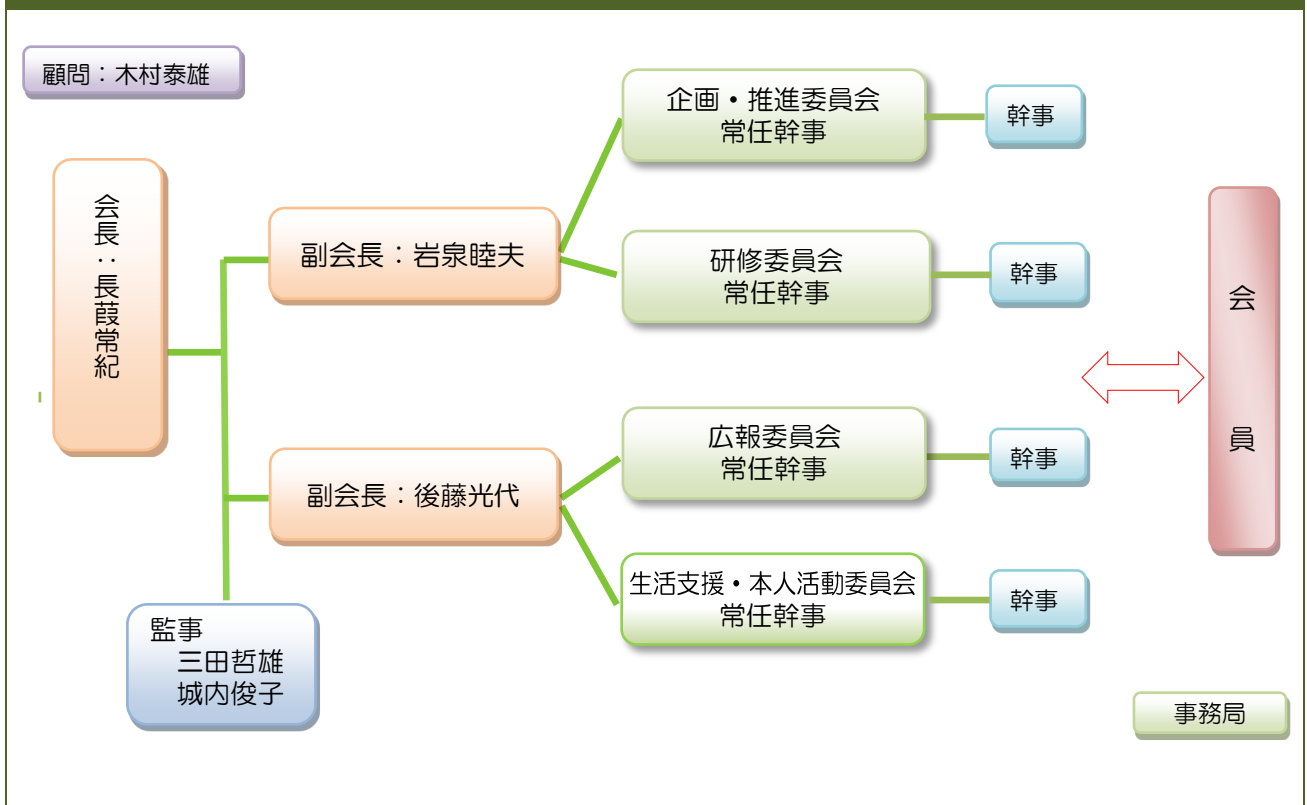 顧問：木村泰雄
会長：長葭常紀
副会長：岩泉睦夫
副会長：後藤光代
監事
三田哲雄
城内俊子
企画・推進委員会
常任幹事
幹事
研修委員会
常任幹事
幹事
広報委員会
常任幹事
幹事
生活支援・本人活動委員会
常任幹事
幹事
会員
事務局